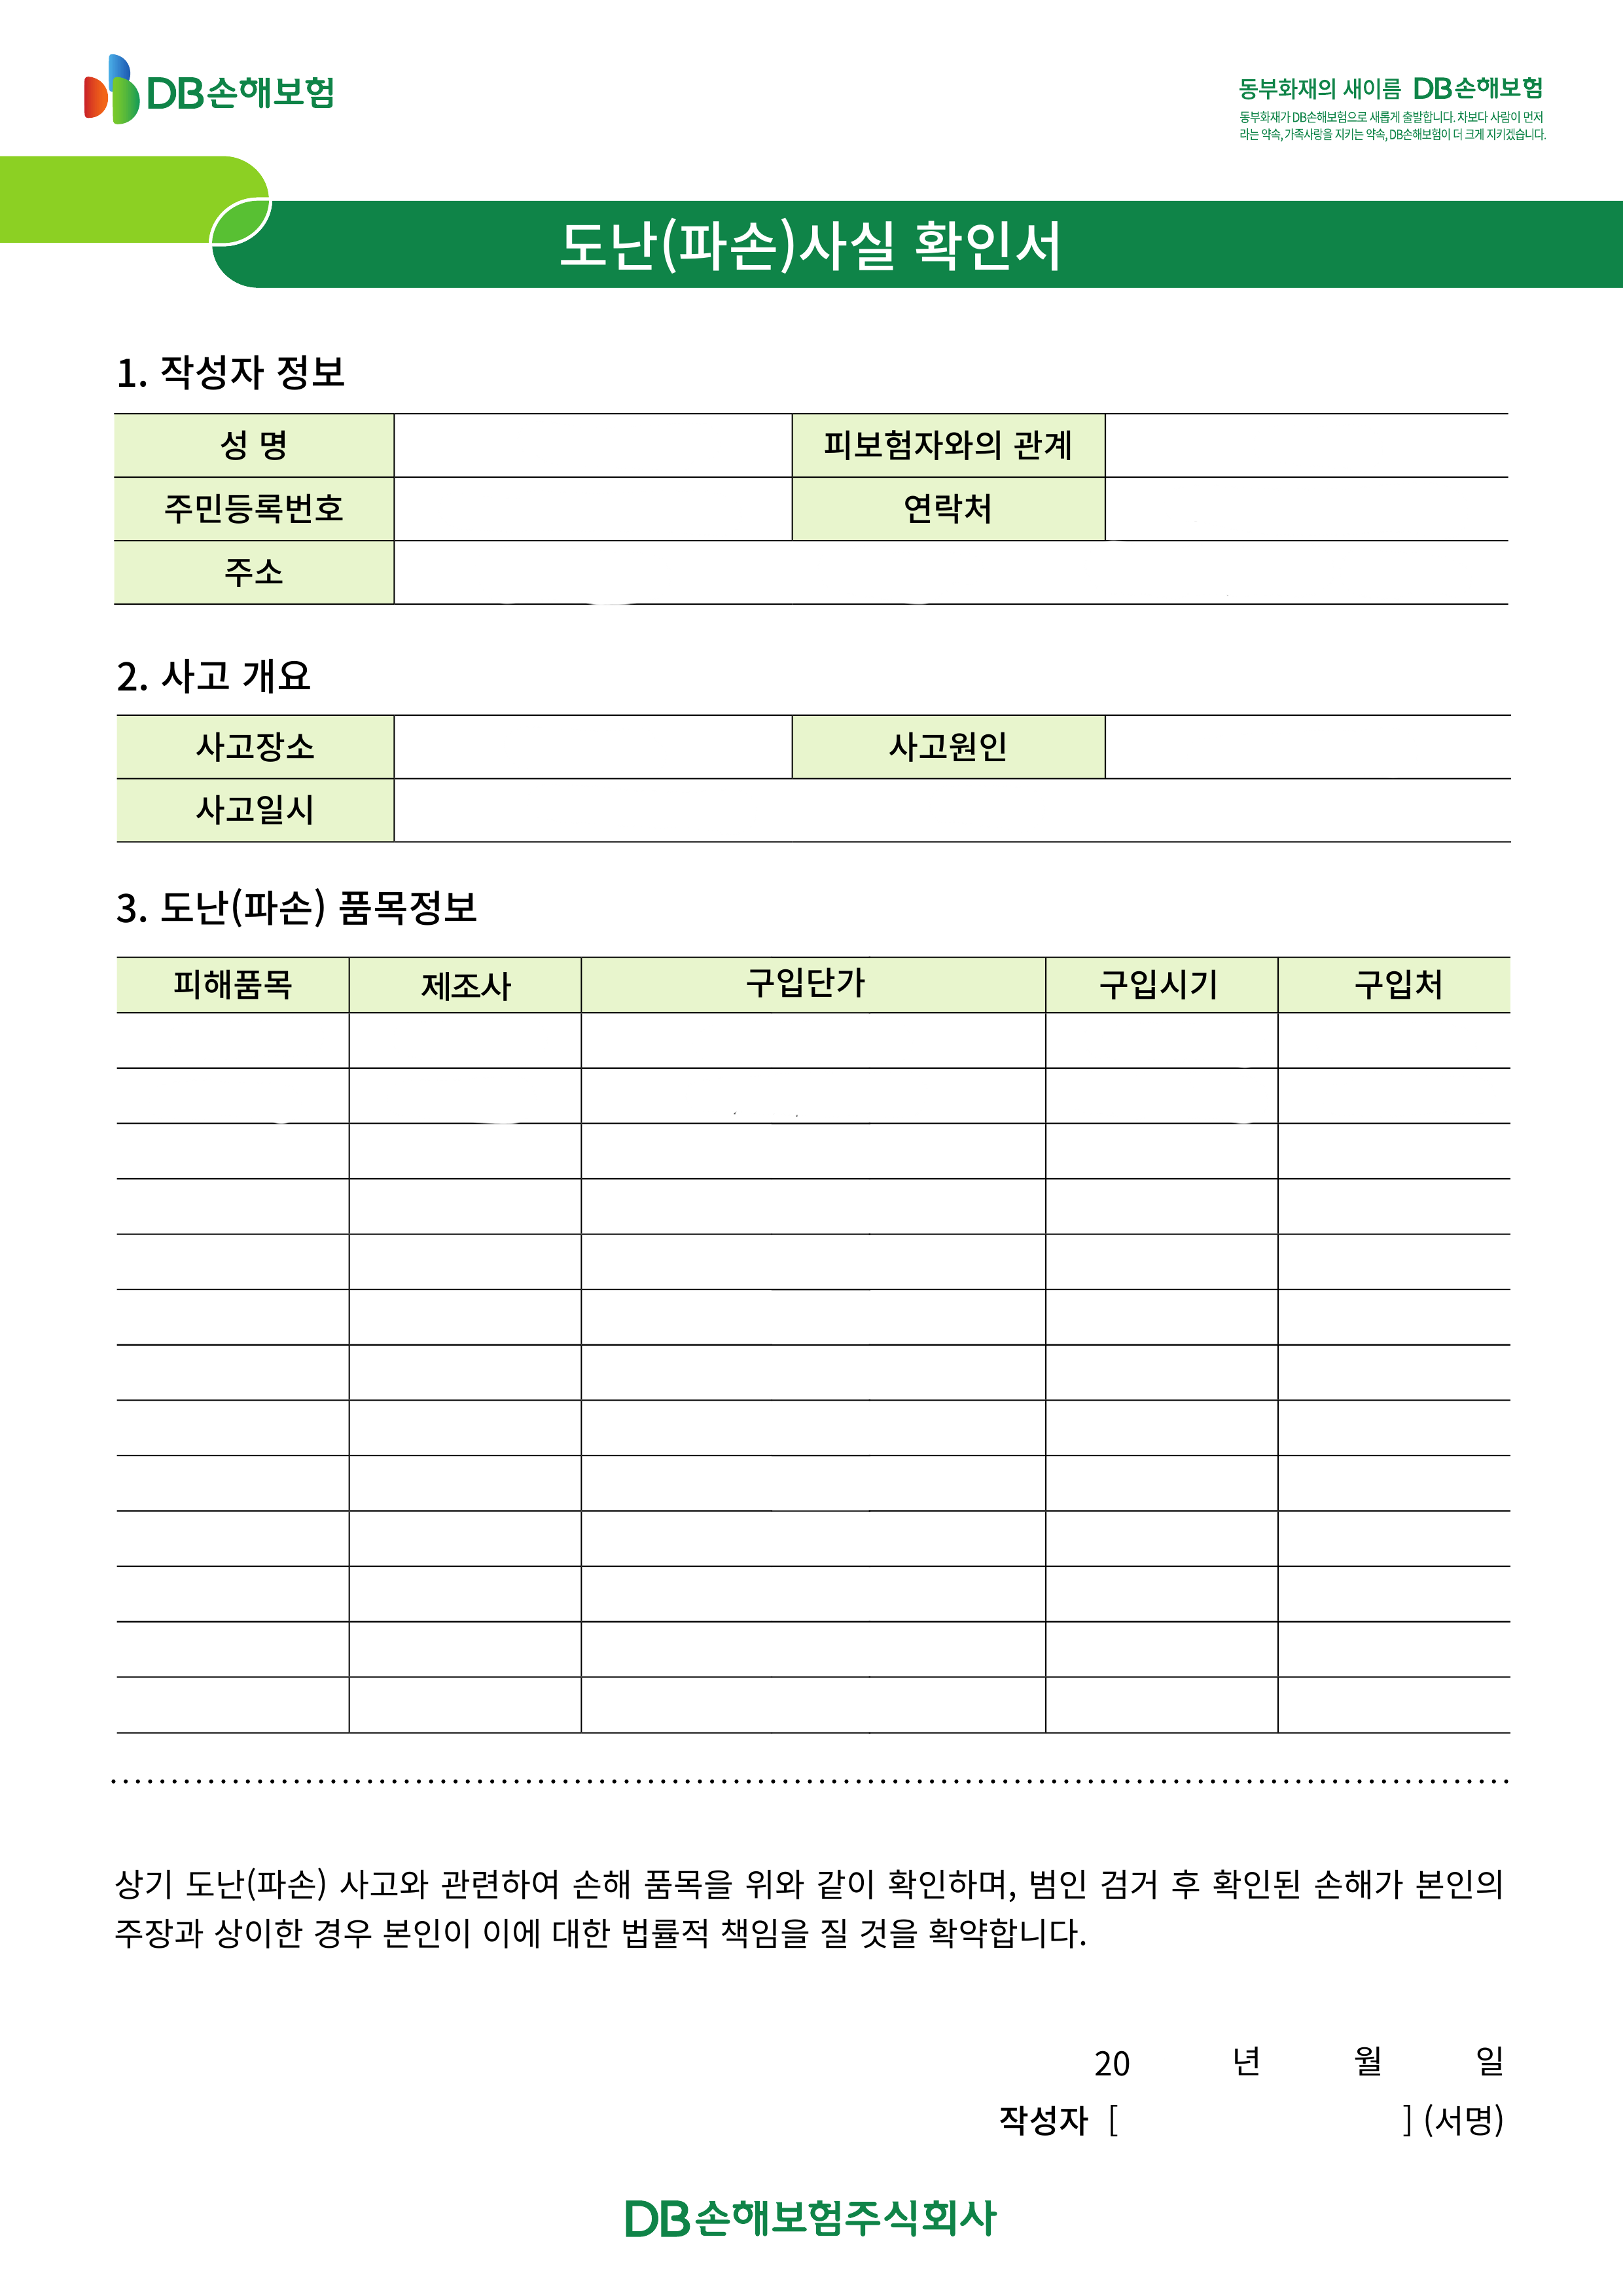 DB손해보험
동부화재의 새이름 DB손해보험
동부화재가 DB손해보험으로 새롭게 출발합니다. 차보다 사람이 먼저
라는 약속, 가족사랑을 지키는 약속, DB손해보험이 더 크게 지키겠습니다.
도난(파손)사실 확인서
1. 작성자 정보
성 명 피보험자와의 관계
주민등록번호 연락처
주소
2. 사고 개요
사고장소 사고원인
사고일시
3. 도난(파손) 품목정보
피해품목 제조사 구입단가 구입시기 구입처
상기 도난(파손) 사고와 관련하여 손해 품목을 위와 같이 확인하며, 범인 검거 후 확인된 손해가 본인의
주장과 상이한 경우 본인이 이에 대한 법률적 책임을 질 것을 확약합니다.
20 년 월 일
작성자 [ ] (서명)
DB손해보험주식회사